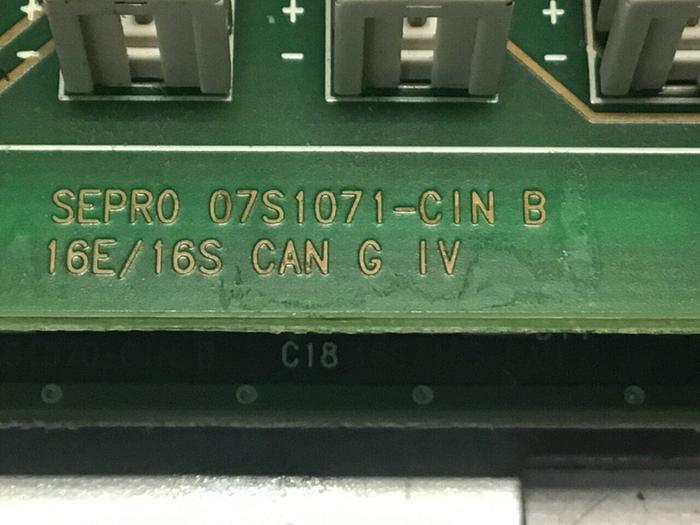 + +
- - -
SEPRO 07S1071-CIN B
16E/16S CAN G IV
C18